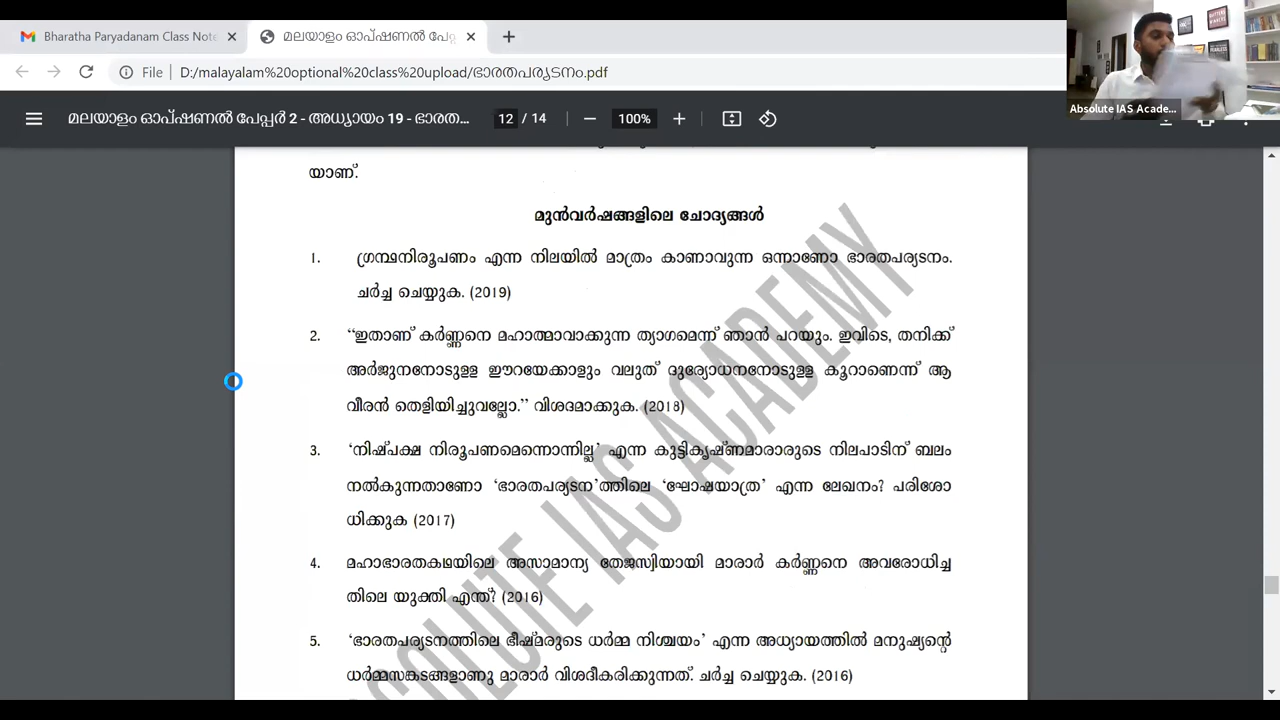 Bharatha Paryadanam Class Note
മലയാളം ഓപ്ഷണൽ പേപ്പ
File D:/malayalam%20optional%20class%20upload/ഭാരതപര്യടനം.pdf
Absolute IAS Acade...
മലയാളം ഓപ്ഷണൽ പേപ്പർ 2 - അധ്യായം 19 - ഭാരത... 12 / 14 100%
യാണ്.
മുൻവർഷങ്ങളിലെ ചോദ്യങ്ങൾ
1. ഗ്രന്ഥനിരൂപണം എന്ന നിലയിൽ മാത്രം കാണാവുന്ന ഒന്നാണോ ഭാരതപര്യടനം.
ചർച്ച ചെയ്യുക. (2019)
2. “ഇതാണ് കർണ്ണനെ മഹാത്മാവാക്കുന്ന ത്യാഗമെന്ന് ഞാൻ പറയും. ഇവിടെ, തനിക്ക്
അർജുനനോടുള്ള ഈറയേക്കാളും വലുത് ദുര്യോധനനോടുള്ള കൂറാണെന്ന് ആ
വീരൻ തെളിയിച്ചുവല്ലോ.” വിശദമാക്കുക. (2018)
3. ‘നിഷ്പക്ഷ നിരൂപണമെന്നൊന്നില്ല’ എന്ന കുട്ടികൃഷ്ണമാരാരുടെ നിലപാടിന് ബലം
നൽകുന്നതാണോ ‘ഭാരതപര്യടന’ത്തിലെ ‘ഘോഷയാത്ര’ എന്ന ലേഖനം? പരിശോ
ധിക്കുക (2017)
4. മഹാഭാരതകഥയിലെ അസാമാന്യ തേജസ്വിയായി മാരാർ കർണ്ണനെ അവരോധിച്ച
തിലെ യുക്തി എന്ത്? (2016)
5. ‘ഭാരതപര്യടനത്തിലെ ഭീഷ്മരുടെ ധർമ്മ നിശ്ചയം’ എന്ന അധ്യായത്തിൽ മനുഷ്യന്റെ
ധർമ്മസങ്കടങ്ങളാണു മാരാർ വിശദീകരിക്കുന്നത്. ചർച്ച ചെയ്യുക. (2016)
SOLUTE IAS ACADEMY